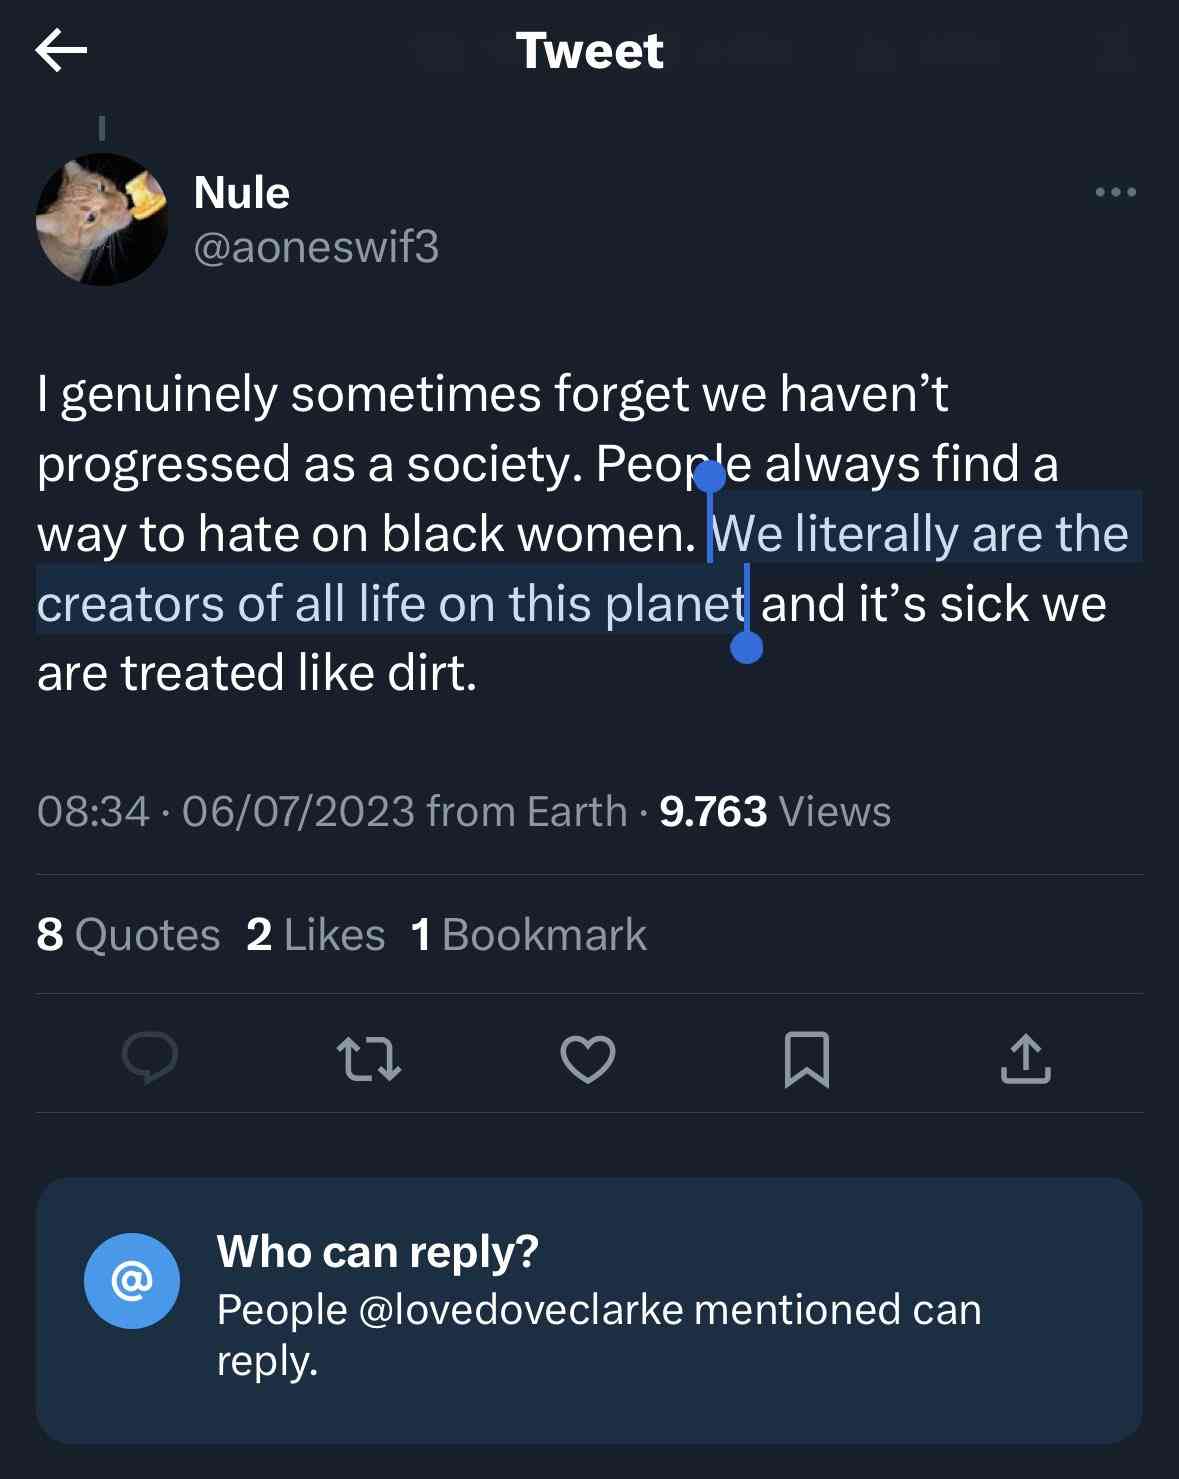 Tweet
Nule
@aoneswif3
I genuinely sometimes forget we haven’t
progressed as a society. People always find a
way to hate on black women. We literally are the
creators of all life on this planet and it’s sick we
are treated like dirt.
08:34 · 06/07/2023 from Earth · 9.763 Views
8 Quotes 2 Likes 1 Bookmark
@
Who can reply?
People @lovedoveclarke mentioned can
reply.